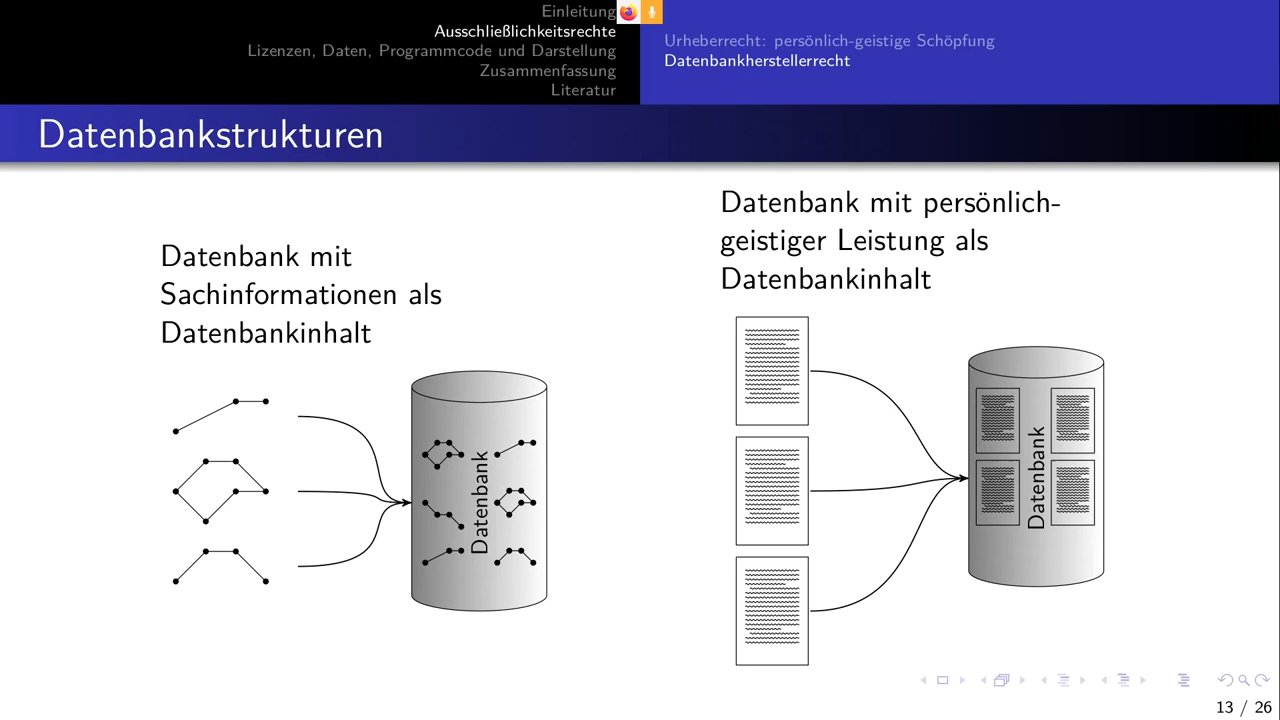 Einleitung
Ausschließlichkeitsrechte
Lizenzen, Daten, Programmcode und Darstellung
Zusammenfassung
Literatur
Urheberrecht: persönlich-geistige Schöpfung
Datenbankherstellerrecht
Datenbankstrukturen
Datenbank mit
Sachinformationen als
Datenbankinhalt
Datenbank
Datenbank mit persönlich-
geistiger Leistung als
Datenbankinhalt
Datenbank
13 / 26